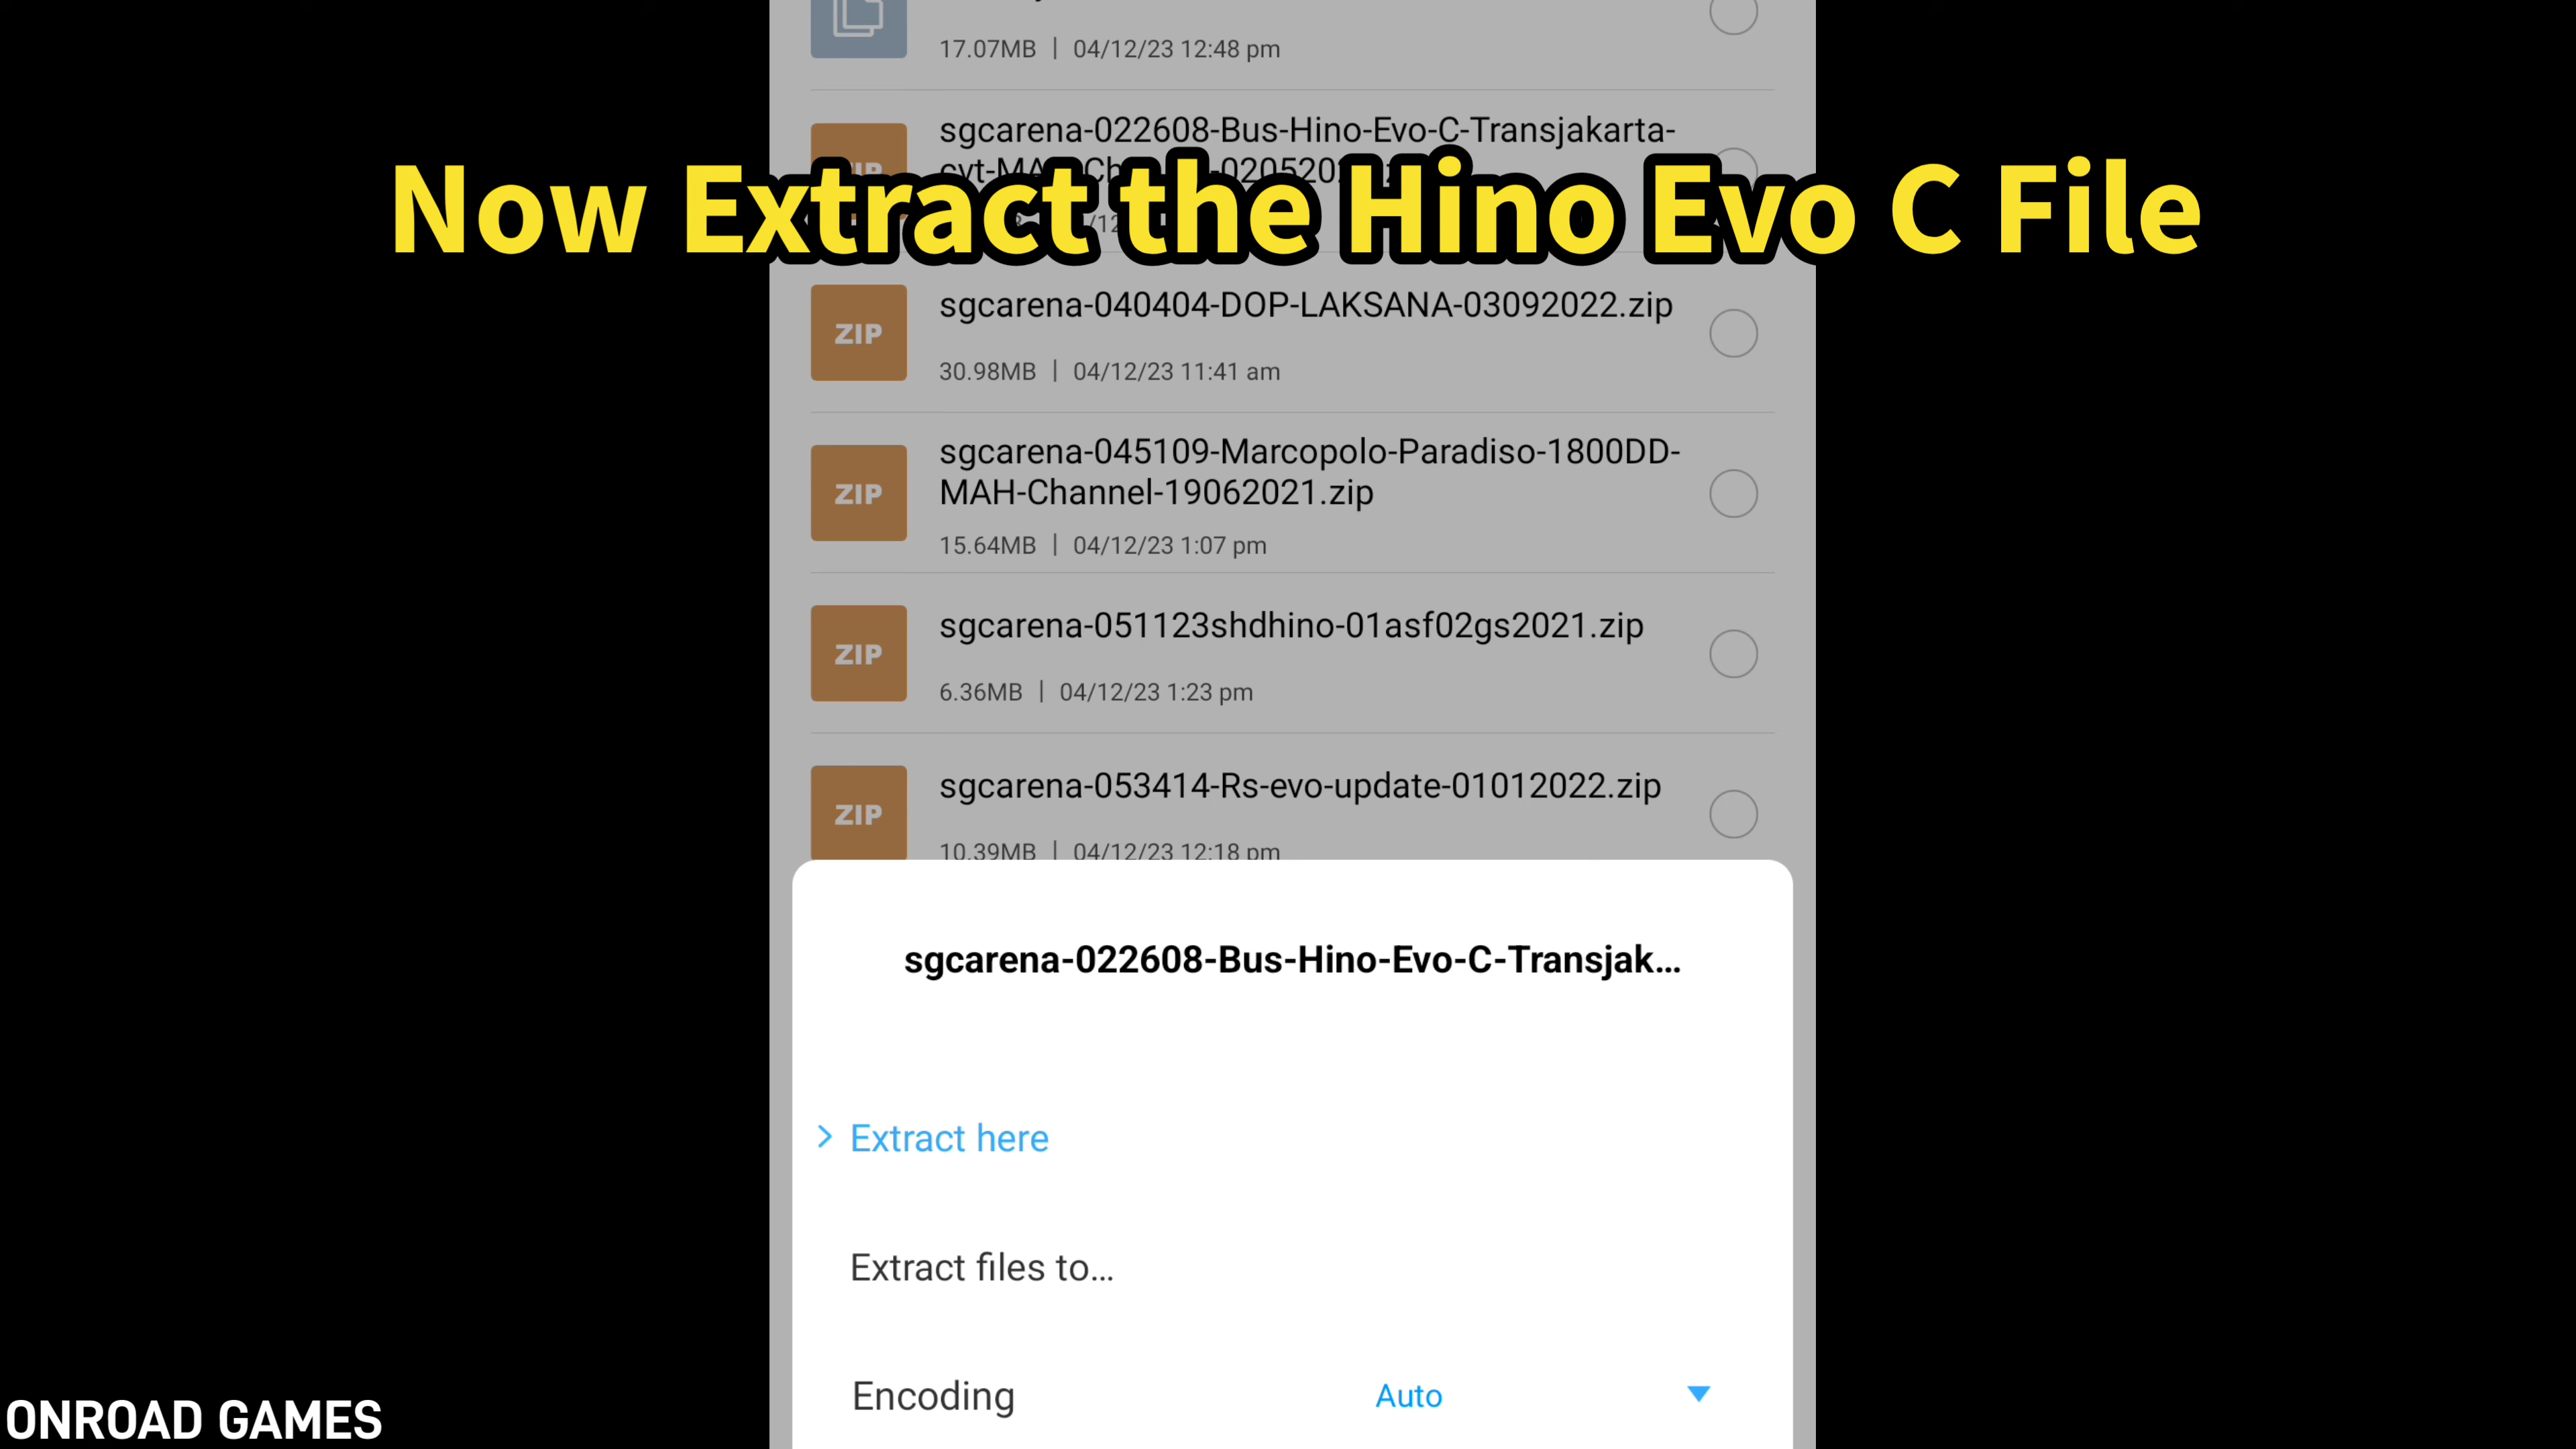 17.07MB | 04/12/23 12:48 pm
sgcarena-022608-Bus-Hino-Evo-C-Transjakarta-
Now Extract the Hino Evo C File
ZIP
sgcarena-040404-DOP-LAKSANA-03092022.zip
30.98MB | 04/12/23 11:41 am
ZIP
sgcarena-045109-Marcopolo-Paradiso-1800DD-
MAH-Channel-19062021.zip
15.64MB | 04/12/23 1:07 pm
ZIP
sgcarena-051123shdhino-01asf02gs2021.zip
6.36MB | 04/12/23 1:23 pm
ZIP
sgcarena-053414-Rs-evo-update-01012022.zip
10.39MB | 04/12/23 12:18 pm
sgcarena-022608-Bus-Hino-Evo-C-Transjak...
> Extract here
Extract files to...
Encoding Auto
ONROAD GAMES